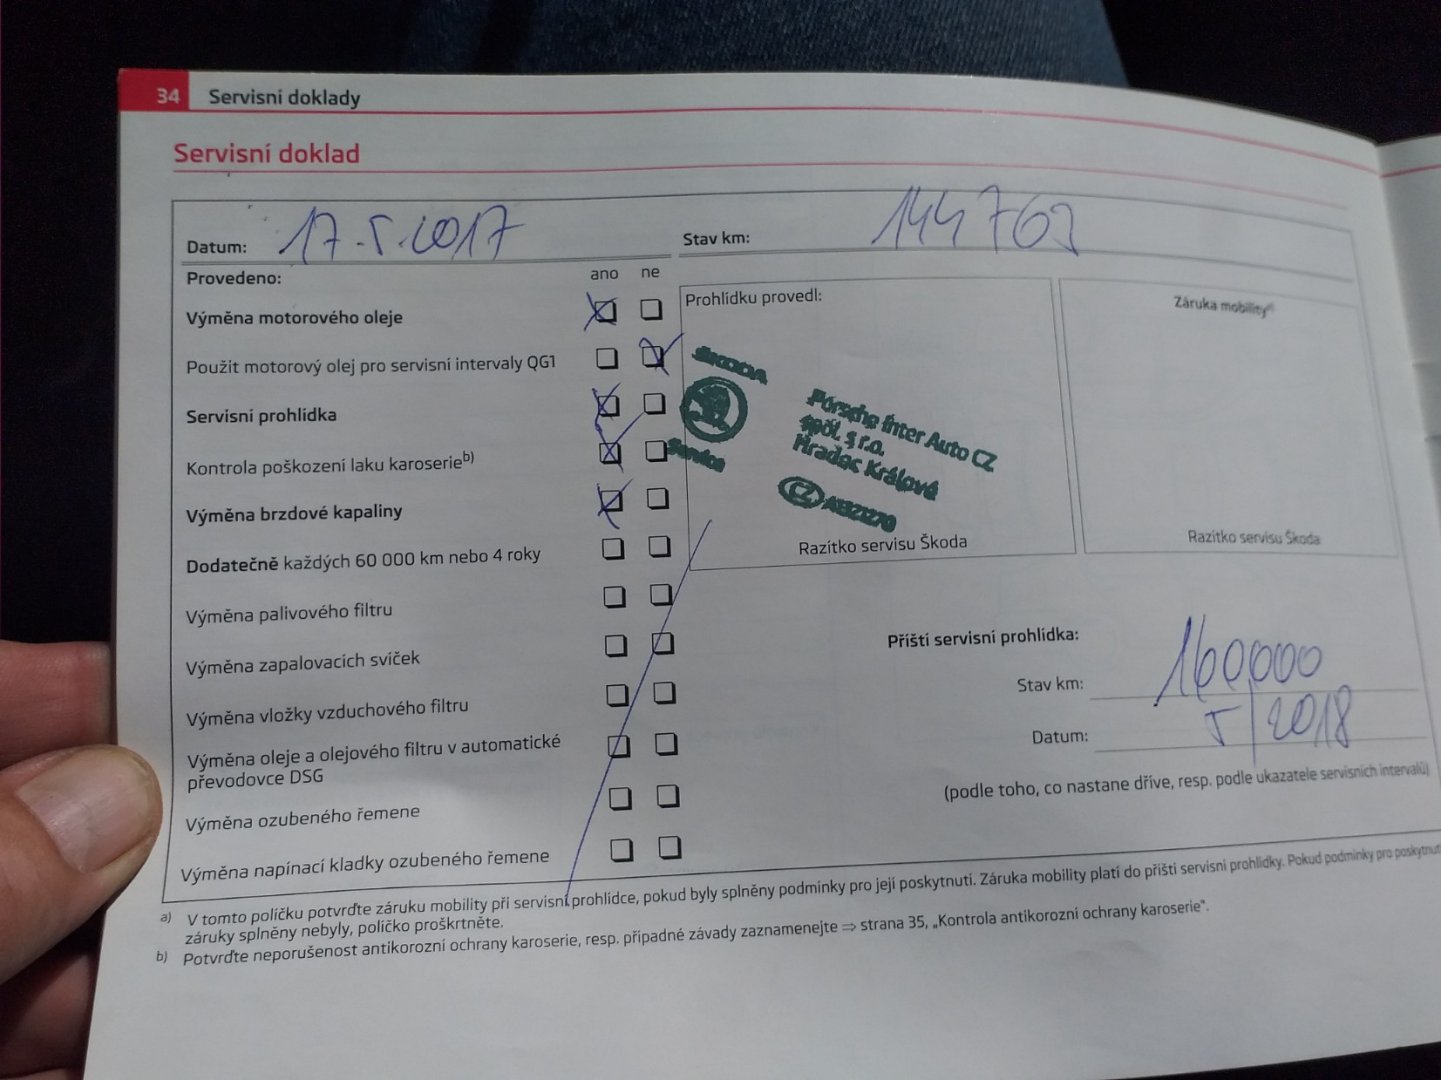 34 Servisní doklady
Servisní doklad
Datum: 17.5.2017 Stav km: 144769
Provedeno: ano ne
Výměna motorového oleje
Použit motorový olej pro servisní intervaly QG1
Servisní prohlídka
Kontrola poškození laku karoserie b)
Výměna brzdové kapaliny
Dodatečně každých 60 000 km nebo 4 roky
Výměna palivového filtru
Výměna zapalovacích svíček
Výměna vložky vzduchového filtru
Výměna oleje a olejového filtru v automatické
převodovce DSG
Výměna ozubeného řemene
Výměna napínací kladky ozubeného řemene
Prohlídku provedl:
ŠKODA
Service
Porsche Inter Auto CZ
spol. s r.o.
Hradec Králové
CZ
Razítko servisu Škoda
Záruka mobility a)
Razítko servisu Škoda
Příští servisní prohlídka:
Stav km: 160000
Datum: 5/2018
(podle toho, co nastane dříve, resp. podle ukazatele servisních intervalů)
a) V tomto políčku potvrďte záruku mobility při servisní prohlídce, pokud byly splněny podmínky pro její poskytnutí. Záruka mobility platí do příští servisní prohlídky. Pokud podmínky pro poskytnutí
záruky splněny nebyly, políčko proškrtněte.
b) Potvrďte neporušenost antikorozní ochrany karoserie, resp. případné závady zaznamenejte ⇒ strana 35, „Kontrola antikorozní ochrany karoserie".